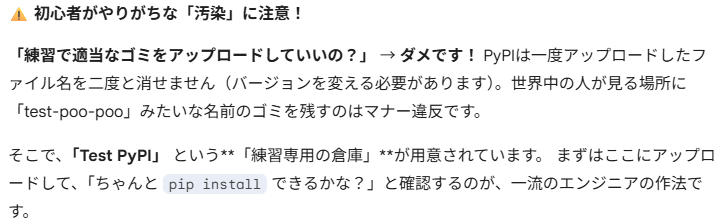 ⚠️ 初心者がやりがちな「汚染」に注意！
「練習で適当なゴミをアップロードしていいの？」 → ダメです！ PyPIは一度アップロードしたフ
ァイル名を二度と消せません（バージョンを変える必要があります）。世界中の人が見る場所に
「test-poo-poo」みたいな名前のゴミを残すのはマナー違反です。
そこで、「Test PyPI」 という**「練習専用の倉庫」**が用意されています。 まずはここにアップロ
ードして、「ちゃんと pip install できるかな？」と確認するのが、一流のエンジニアの作法で
す。